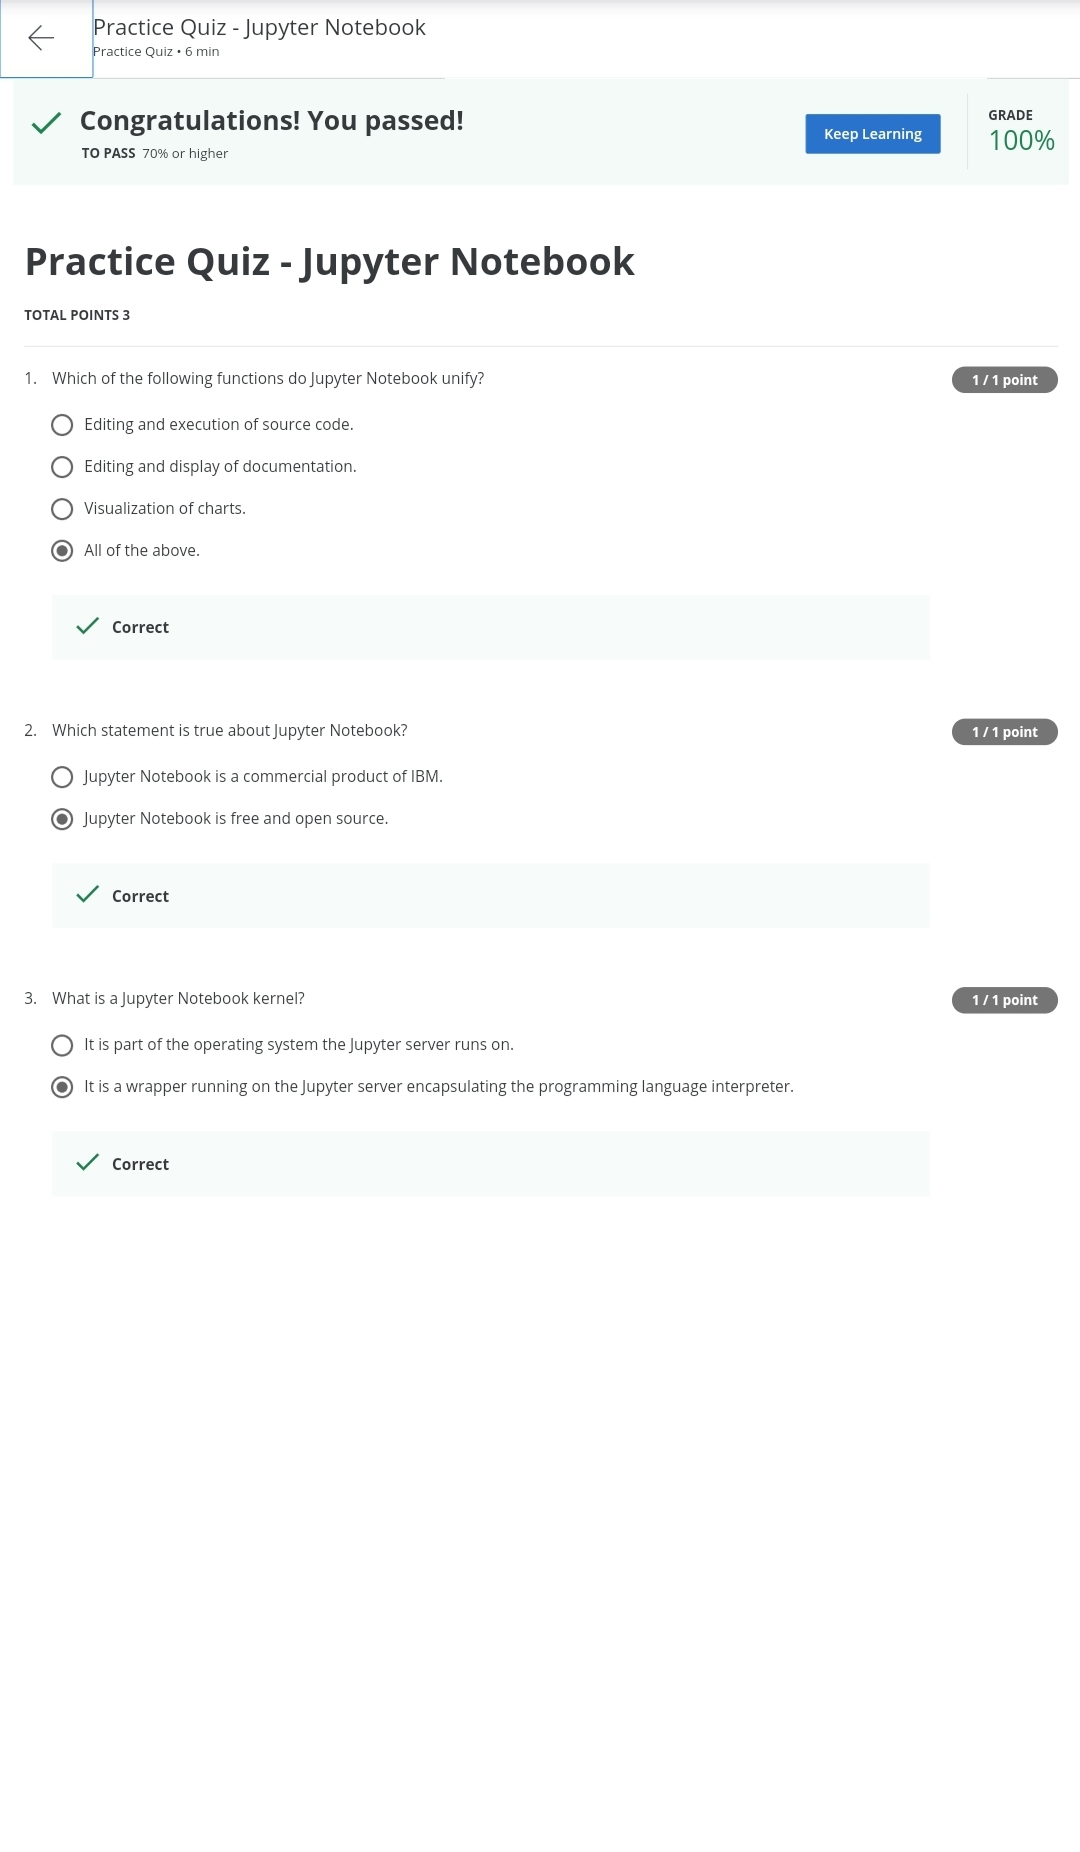 Practice Quiz - Jupyter Notebook
Practice Quiz • 6 min
Congratulations! You passed!
TO PASS 70% or higher
Keep Learning
GRADE
100%
Practice Quiz - Jupyter Notebook
TOTAL POINTS 3
1. Which of the following functions do Jupyter Notebook unify?
1 / 1 point
Editing and execution of source code.
Editing and display of documentation.
Visualization of charts.
All of the above.
Correct
2. Which statement is true about Jupyter Notebook?
1 / 1 point
Jupyter Notebook is a commercial product of IBM.
Jupyter Notebook is free and open source.
Correct
3. What is a Jupyter Notebook kernel?
1 / 1 point
It is part of the operating system the Jupyter server runs on.
It is a wrapper running on the Jupyter server encapsulating the programming language interpreter.
Correct